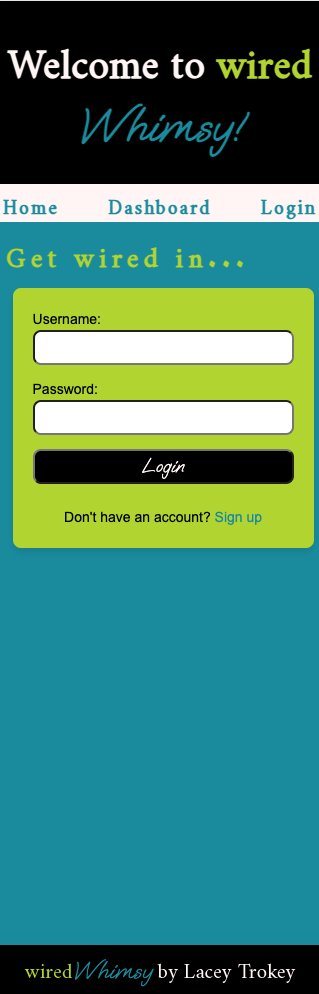 Welcome to wired
Whimsy!
Home Dashboard Login
Get wired in...
Username:
Password:
Login
Don't have an account? Sign up
wired Whimsy by Lacey Trokey